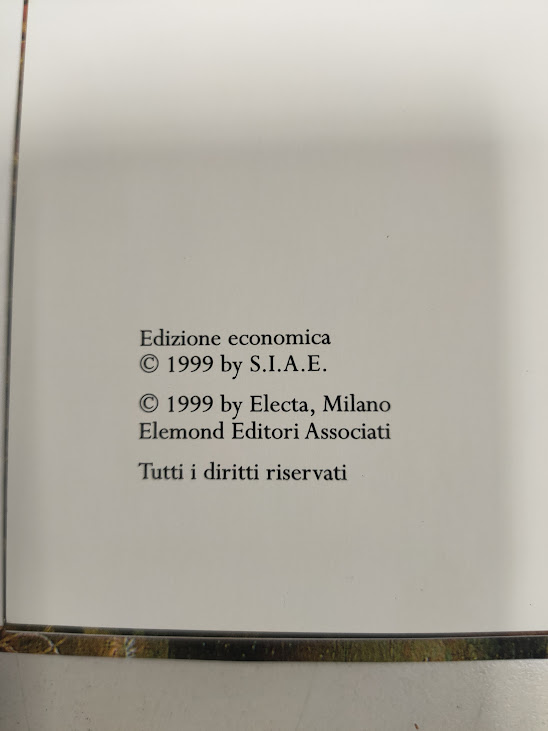 Edizione economica
© 1999 by S.I.A.E.
© 1999 by Electa, Milano
Elemond Editori Associati
Tutti i diritti riservati